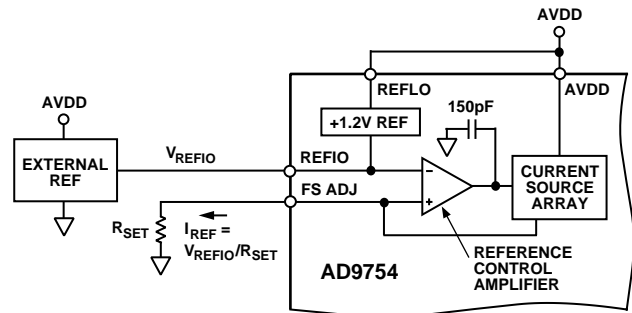 AVDD
REFLO
AVDD
150pF
AVDD
+1.2V REF
EXTERNAL
REF
VREFIO
REFIO
–
+
FS ADJ
CURRENT
SOURCE
ARRAY
RSET
IREF =
VREFIO/RSET
REFERENCE
CONTROL
AMPLIFIER
AD9754